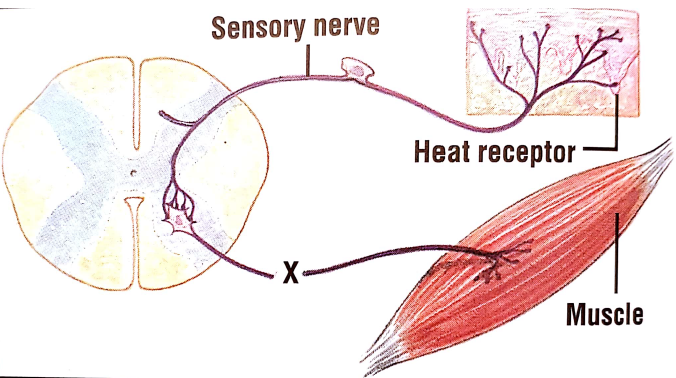 Sensory nerve
Heat receptor
X
Muscle